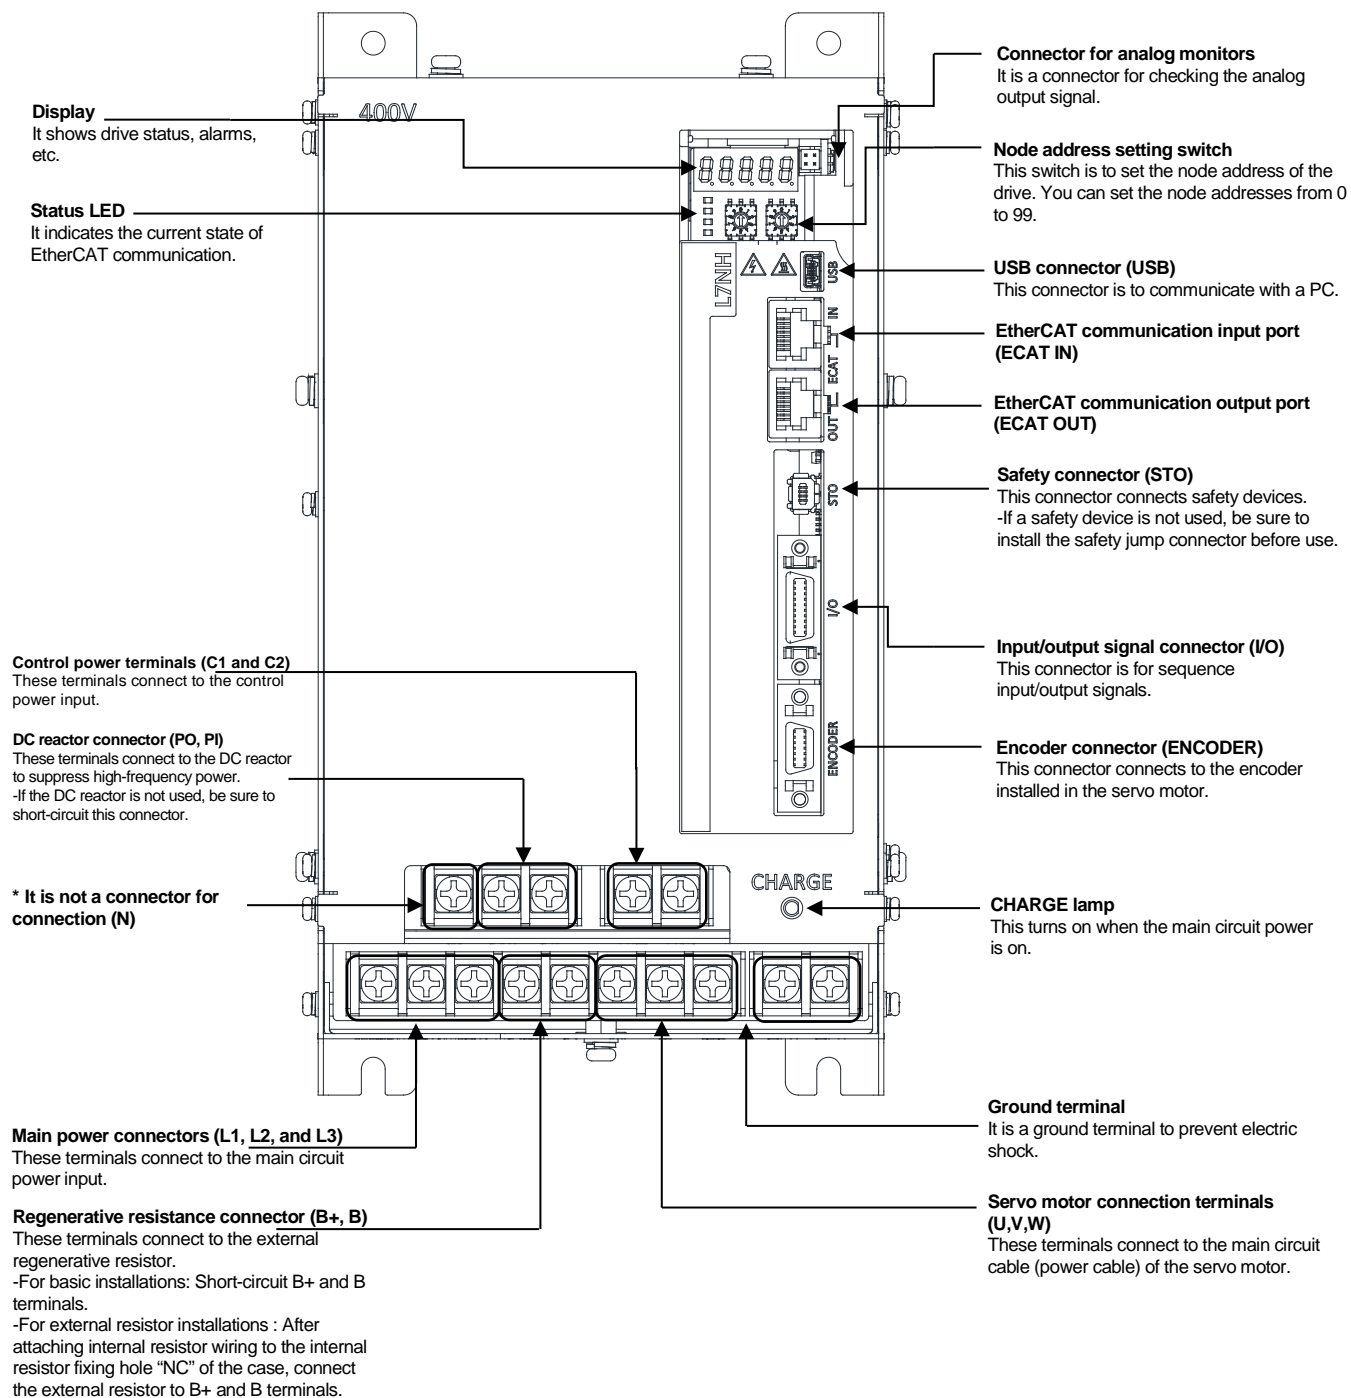 Display
It shows drive status, alarms,
etc.
Status LED
It indicates the current state of
EtherCAT communication.
Control power terminals (C1 and C2)
These terminals connect to the control
power input.
DC reactor connector (PO, PI)
These terminals connect to the DC reactor
to suppress high-frequency power.
-If the DC reactor is not used, be sure to
short-circuit this connector.
* It is not a connector for
connection (N)
Main power connectors (L1, L2, and L3)
These terminals connect to the main circuit
power input.
Regenerative resistance connector (B+, B)
These terminals connect to the external
regenerative resistor.
-For basic installations: Short-circuit B+ and B
terminals.
-For external resistor installations : After
attaching internal resistor wiring to the internal
resistor fixing hole “NC” of the case, connect
the external resistor to B+ and B terminals.
400V
8.8.8.8.8.
L7NH
USB
IN
ECAT
OUT
STO
I/O
ENCODER
CHARGE
Connector for analog monitors
It is a connector for checking the analog
output signal.
Node address setting switch
This switch is to set the node address of the
drive. You can set the node addresses from 0
to 99.
USB connector (USB)
This connector is to communicate with a PC.
EtherCAT communication input port
(ECAT IN)
EtherCAT communication output port
(ECAT OUT)
Safety connector (STO)
This connector connects safety devices.
-If a safety device is not used, be sure to
install the safety jump connector before use.
Input/output signal connector (I/O)
This connector is for sequence
input/output signals.
Encoder connector (ENCODER)
This connector connects to the encoder
installed in the servo motor.
CHARGE lamp
This turns on when the main circuit power
is on.
Ground terminal
It is a ground terminal to prevent electric
shock.
Servo motor connection terminals
(U,V,W)
These terminals connect to the main circuit
cable (power cable) of the servo motor.